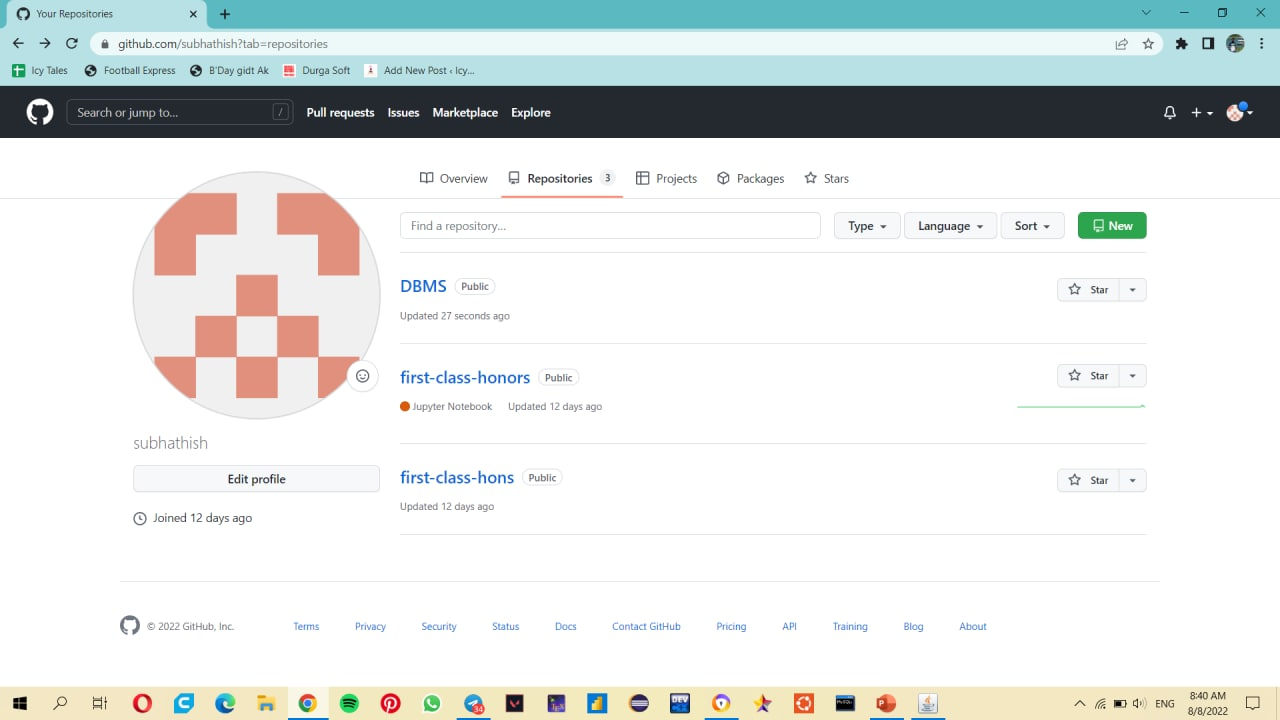 Your Repositories
github.com/subhathish?tab=repositories
Icy Tales Football Express B'Day gidt Ak Durga Soft Add New Post ‹ Icy...
Search or jump to... / Pull requests Issues Marketplace Explore
Overview Repositories 3 Projects Packages Stars
Find a repository... Type Language Sort New
DBMS Public Star
Updated 27 seconds ago
first-class-honors Public Star
Jupyter Notebook Updated 12 days ago
subhathish
Edit profile
Joined 12 days ago
first-class-hons Public Star
Updated 12 days ago
© 2022 GitHub, Inc. Terms Privacy Security Status Docs Contact GitHub Pricing API Training Blog About
34
DEV
ENG
8:40 AM
8/8/2022